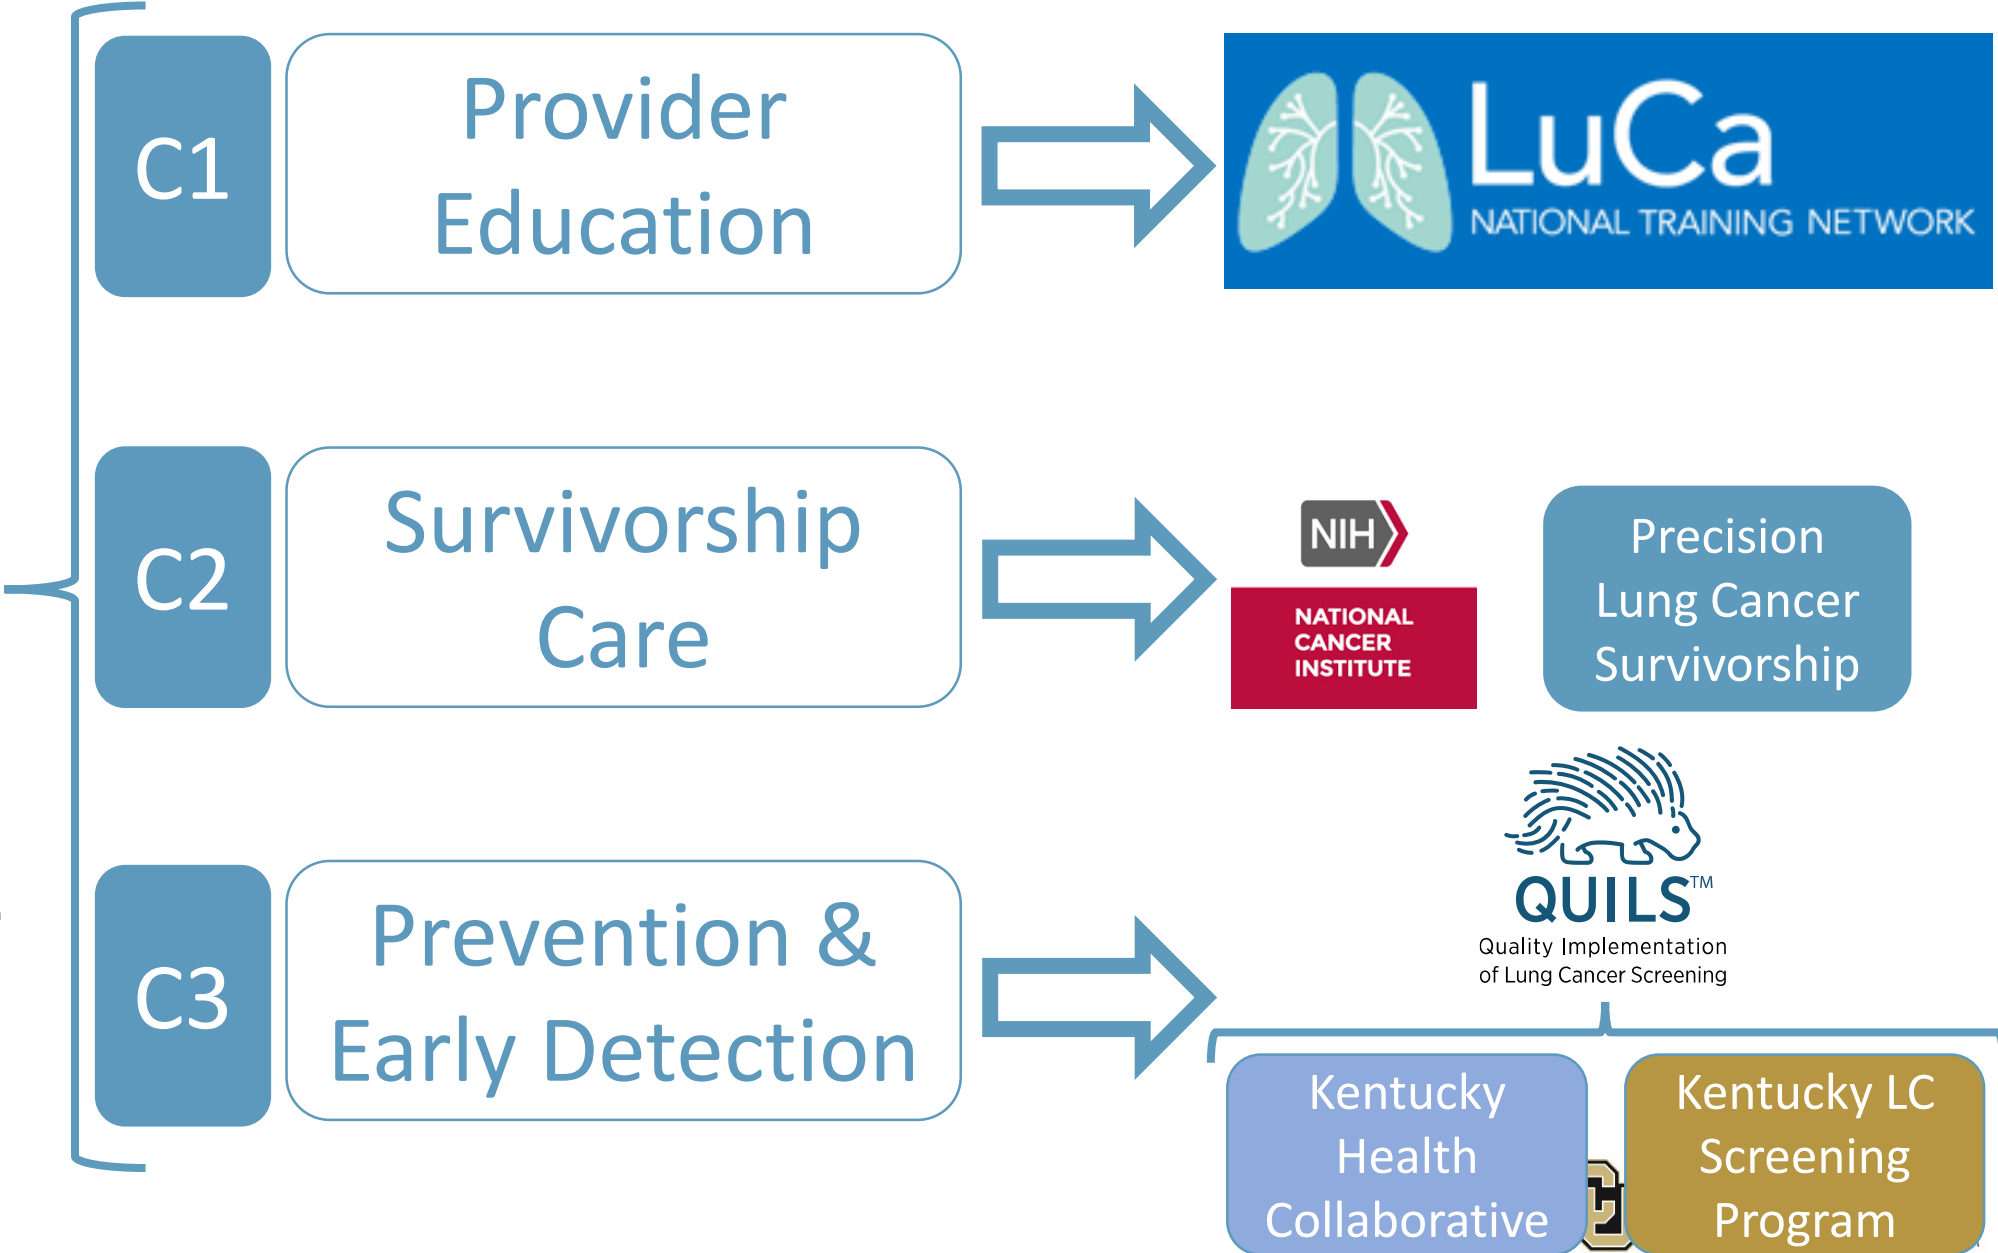 C1
Provider
Education
LuCa
NATIONAL TRAINING NETWORK
C2
Survivorship
Care
NIH
NATIONAL
CANCER
INSTITUTE
Precision
Lung Cancer
Survivorship
C3
Prevention &
Early Detection
QUILS™
Quality Implementation
of Lung Cancer Screening
Kentucky
Health
Collaborative
Kentucky LC
Screening
Program